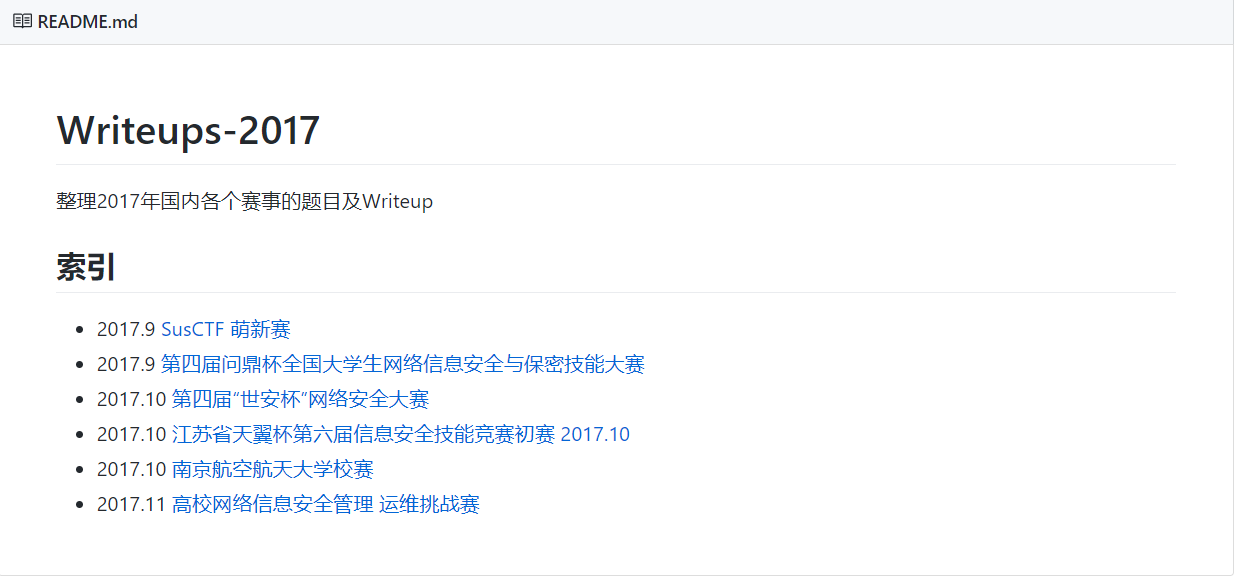 README.md
Writeups-2017
整理2017年国内各个赛事的题目及Writeup
索引
2017.9 SusCTF 萌新赛
2017.9 第四届问鼎杯全国大学生网络信息安全与保密技能大赛
2017.10 第四届“世安杯”网络安全大赛
2017.10 江苏省天翼杯第六届信息安全技能竞赛初赛 2017.10
2017.10 南京航空航天大学校赛
2017.11 高校网络信息安全管理 运维挑战赛